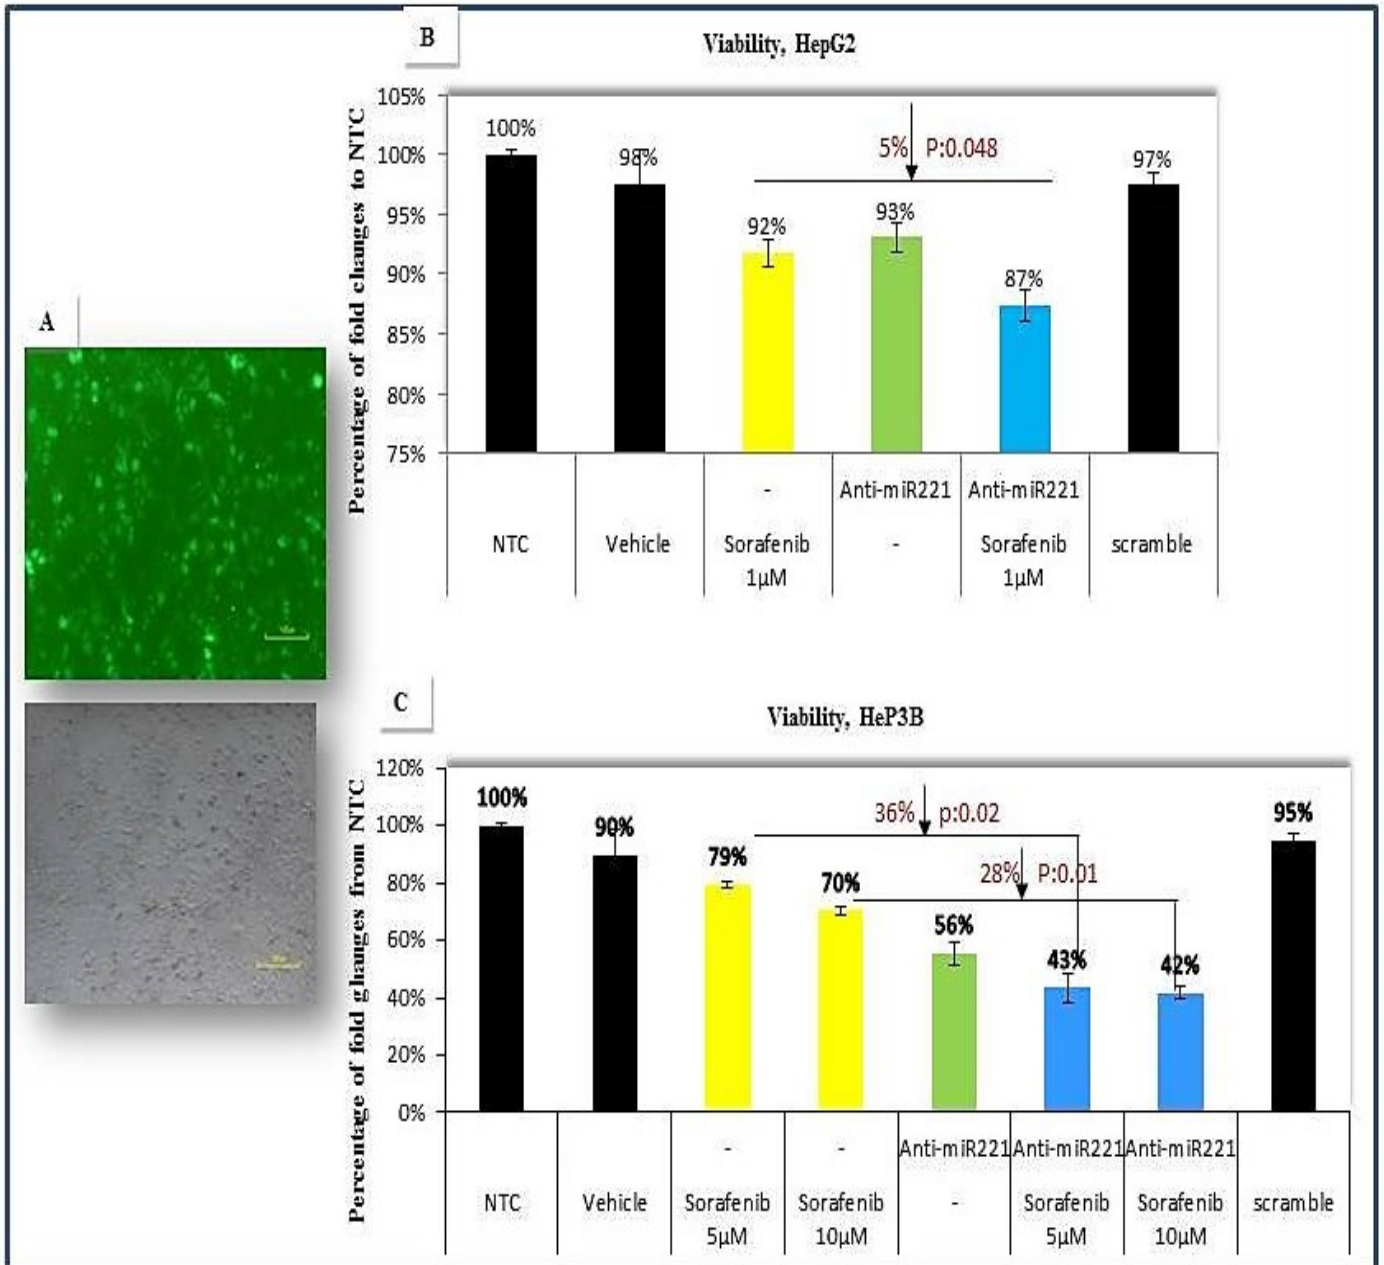 B
Viability, HepG2
Percentage of fold changes to NTC
105%
100%
95%
90%
85%
80%
75%
100%
98%
92%
93%
87%
97%
5% P:0.048
- Anti-miR221 Anti-miR221
NTC Vehicle Sorafenib - Sorafenib scramble
1µM 1µM
A
C
Viability, HeP3B
Percentage of fold ghanges from NTC
120%
100%
80%
60%
40%
20%
0%
100%
90%
79%
70%
56%
43%
42%
95%
36% p:0.02
28% P:0.01
- - Anti-miR221 Anti-miR221 Anti-miR221
NTC Vehicle Sorafenib Sorafenib - Sorafenib Sorafenib scramble
5µM 10µM 5µM 10µM